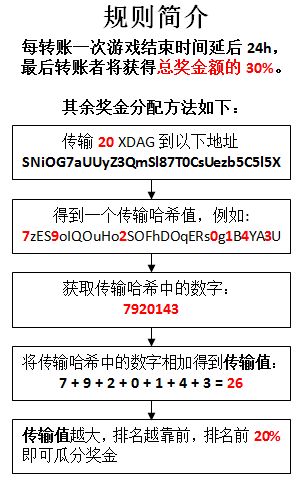 规则简介
每转账一次游戏结束时间延后 24h，
最后转账者将获得总奖金额的 30%。
其余奖金分配方法如下：
传输 20 XDAG 到以下地址
SNiOG7aUUyZ3QmSl87T0CsUezb5C5l5X
得到一个传输哈希值，例如:
7zES9oIQOuHo2SOFhDOqERs0g1B4YA3U
获取传输哈希中的数字：
7920143
将传输哈希中的数字相加得到传输值：
7 + 9 + 2 + 0 + 1 + 4 + 3 = 26
传输值越大，排名越靠前，排名前 20%
即可瓜分奖金